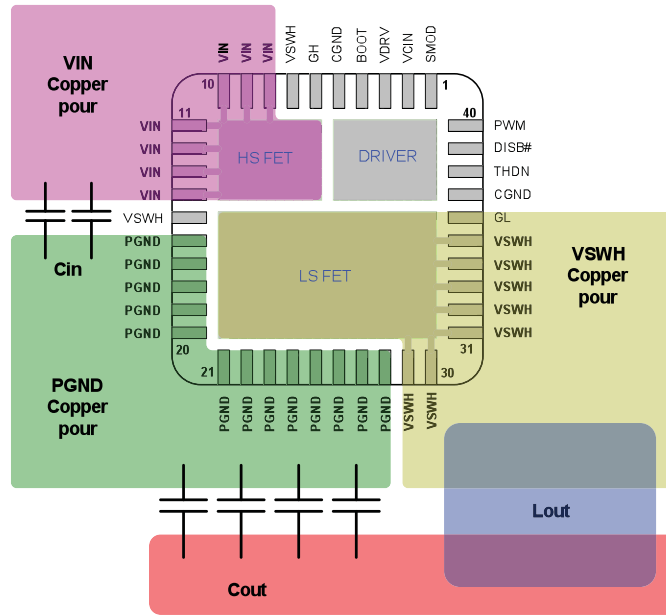 VIN
Copper
pour
VIN
VIN
VIN
VSWH
GH
CGND
BOOT
VDRV
VCIN
SMOD
10
1
11
40
VIN
VIN
VIN
VIN
VSWH
PGND
PGND
PGND
PGND
PGND
HS FET
DRIVER
LS FET
PWM
DISB#
THDN
CGND
GL
VSWH
VSWH
VSWH
VSWH
VSWH
VSWH
Copper
pour
Cin
20
31
21
30
PGND
Copper
pour
PGND
PGND
PGND
PGND
PGND
PGND
PGND
PGND
VSWH
VSWH
Lout
Cout